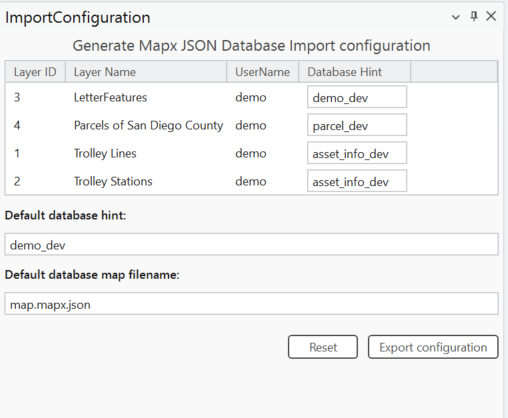 ImportConfiguration
Generate Mapx JSON Database Import configuration
Layer ID Layer Name UserName Database Hint
3 LetterFeatures demo demo_dev
4 Parcels of San Diego County demo parcel_dev
1 Trolley Lines demo asset_info_dev
2 Trolley Stations demo asset_info_dev
Default database hint:
demo_dev
Default database map filename:
map.mapx.json
Reset Export configuration